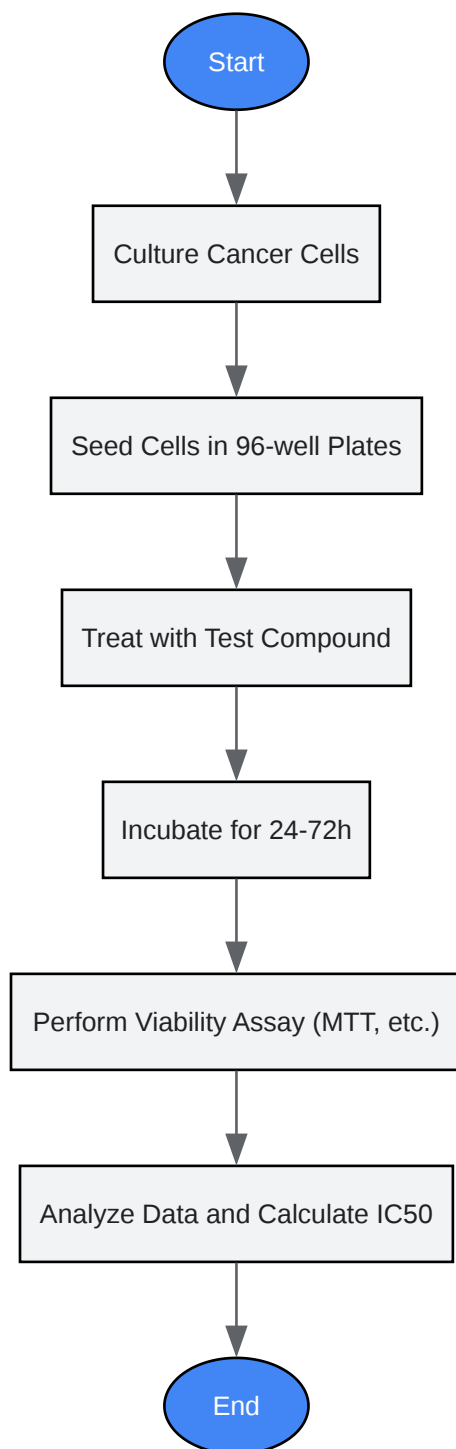 Start
Culture Cancer Cells
Seed Cells in 96-well Plates
Treat with Test Compound
Incubate for 24-72h
Perform Viability Assay (MTT, etc.)
Analyze Data and Calculate IC50
End